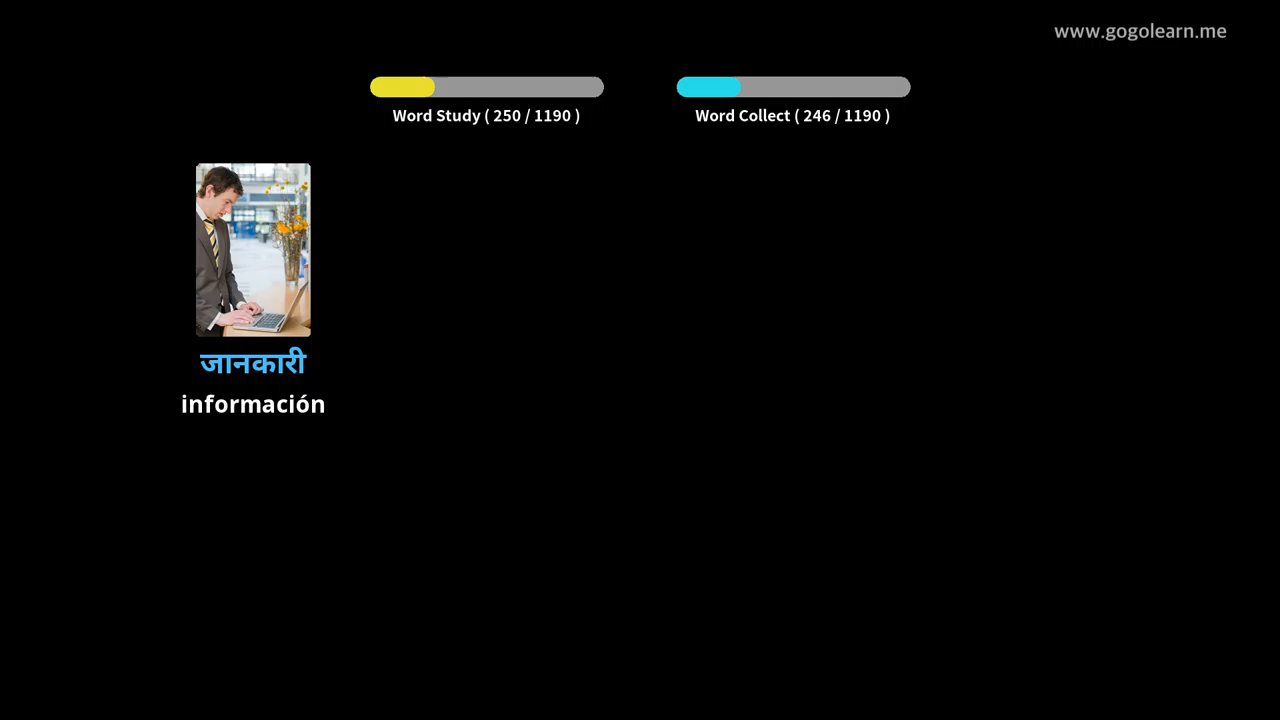 www.gogolearn.me
Word Study ( 250 / 1190 )
Word Collect ( 246 / 1190 )
जानकारी
información